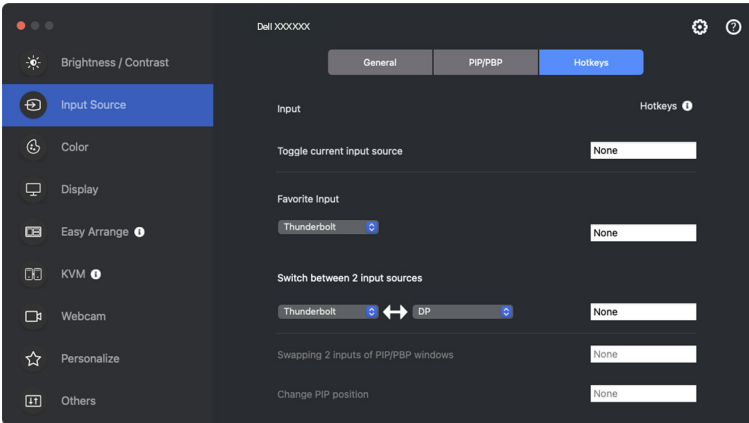 Dell XXXXXX
Brightness / Contrast
Input Source
Color
Display
Easy Arrange
KVM
Webcam
Personalize
Others
General PIP/PBP Hotkeys
Input Hotkeys
Toggle current input source None
Favorite Input
Thunderbolt None
Switch between 2 input sources
Thunderbolt DP None
Swapping 2 inputs of PIP/PBP windows None
Change PIP position None